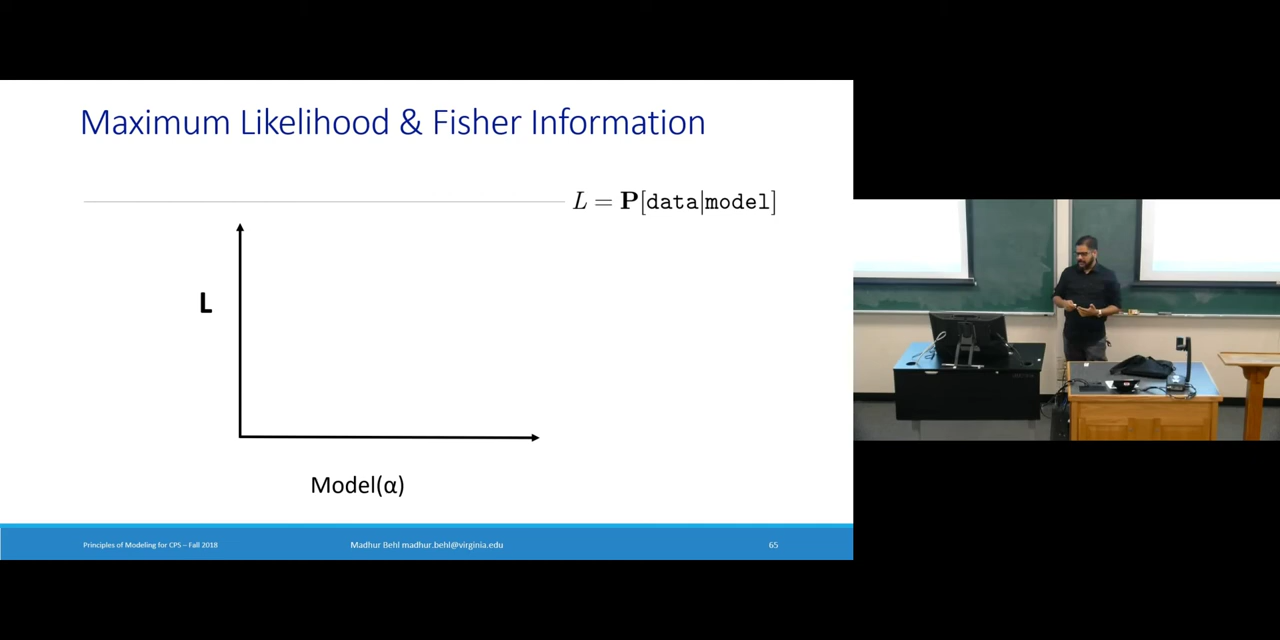 Maximum Likelihood & Fisher Information
L = P[data|model]
L
Model(α)
Principles of Modeling for CPS – Fall 2018
Madhur Behl madhur.behl@virginia.edu
65